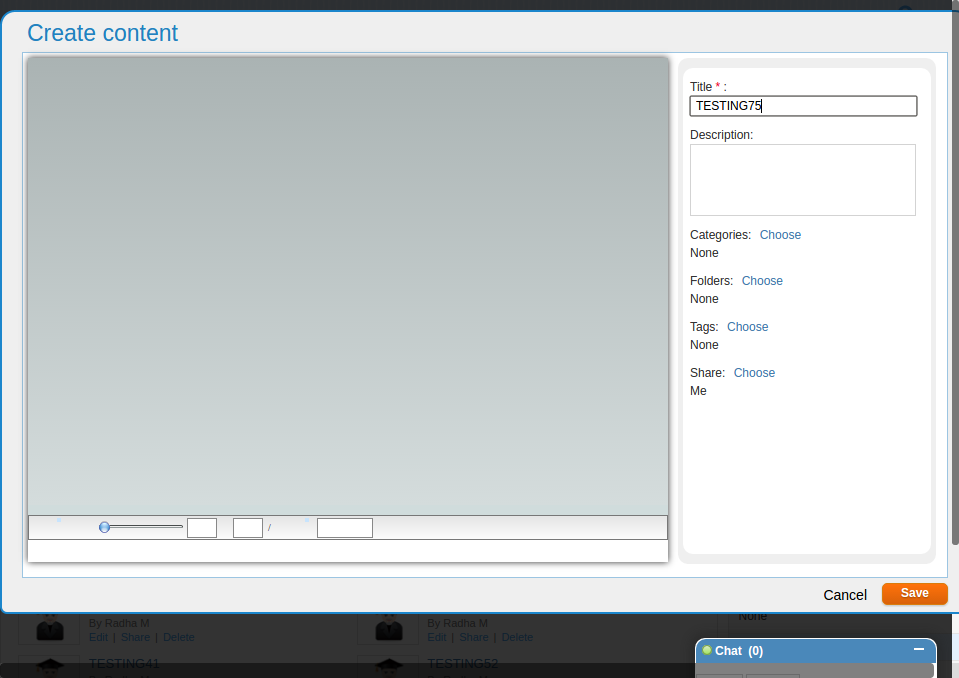 Create content
Title * :
TESTING75
Description:
Categories: Choose
None
Folders: Choose
None
Tags: Choose
None
Share: Choose
Me
/
Cancel
Save
By Radha M
Edit | Share | Delete
By Radha M
Edit | Share | Delete
None
TESTING41
TESTING52
Chat (0)